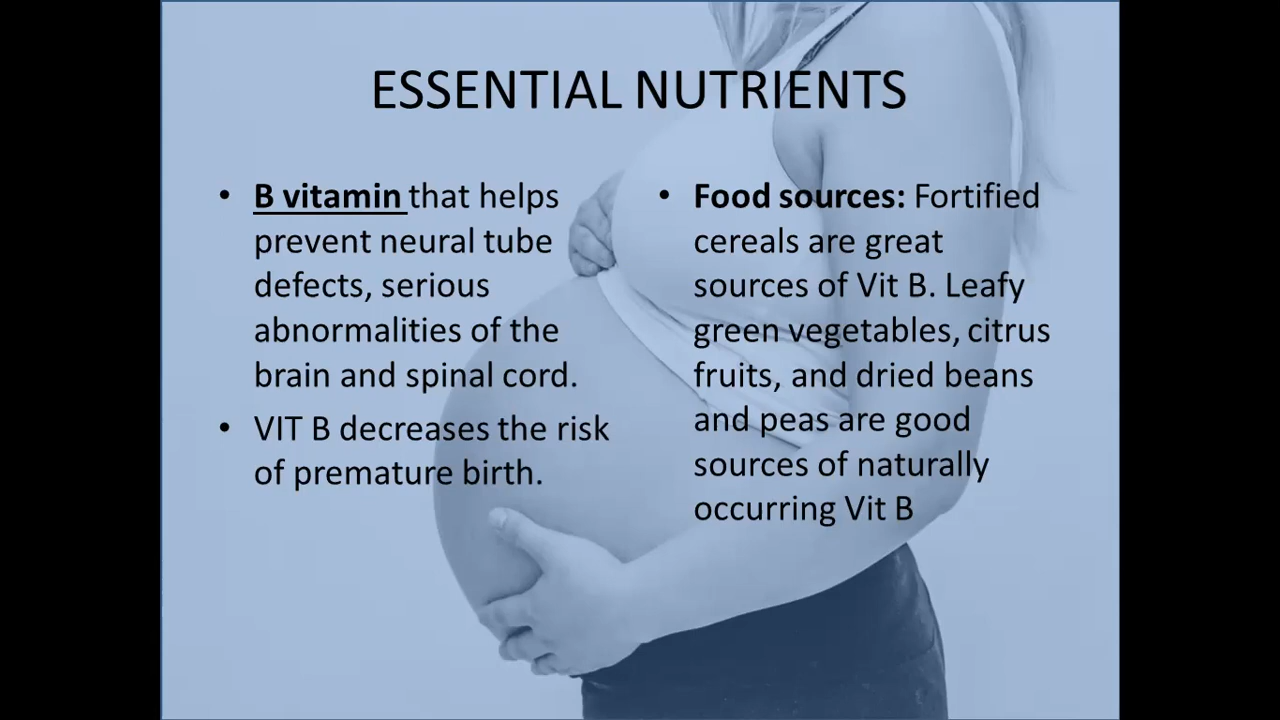 ESSENTIAL NUTRIENTS
• B vitamin that helps
prevent neural tube
defects, serious
abnormalities of the
brain and spinal cord.
• VIT B decreases the risk
of premature birth.
• Food sources: Fortified
cereals are great
sources of Vit B. Leafy
green vegetables, citrus
fruits, and dried beans
and peas are good
sources of naturally
occurring Vit B